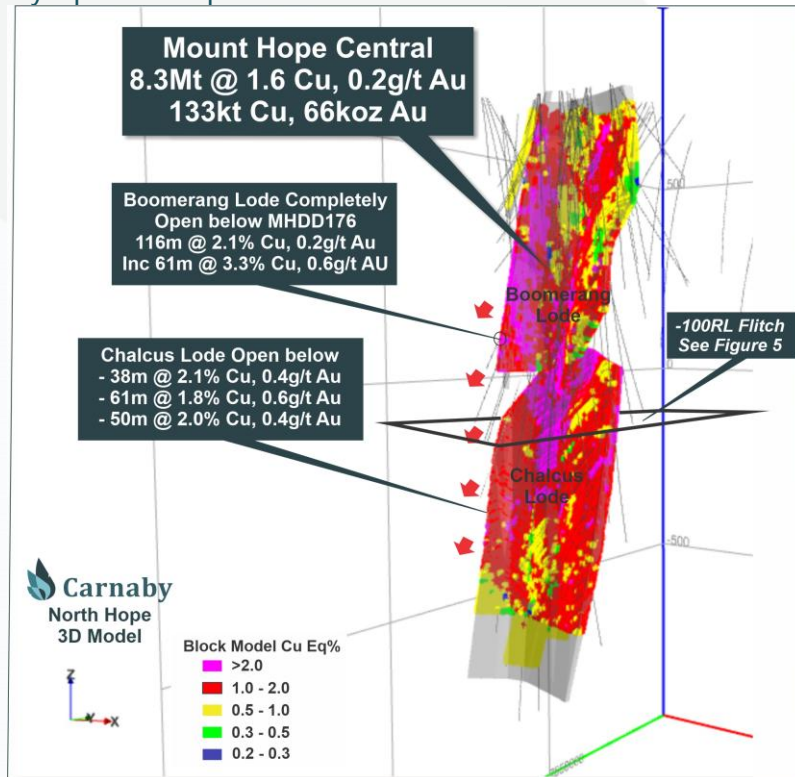 Mount Hope Central
8.3Mt @ 1.6 Cu, 0.2g/t Au
133kt Cu, 66koz Au
Boomerang Lode Completely
Open below MHDD176
116m @ 2.1% Cu, 0.2g/t Au
Inc 61m @ 3.3% Cu, 0.6g/t AU
500
Boomerang
Lode
-100RL Flitch
See Figure 5
0
Chalcus Lode Open below
- 38m @ 2.1% Cu, 0.4g/t Au
- 61m @ 1.8% Cu, 0.6g/t Au
- 50m @ 2.0% Cu, 0.4g/t Au
Chalcus
Lode
-500
Carnaby
North Hope
3D Model
Block Model Cu Eq%
>2.0
1.0 - 2.0
0.5 - 1.0
0.3 - 0.5
0.2 - 0.3
Z
Y
X